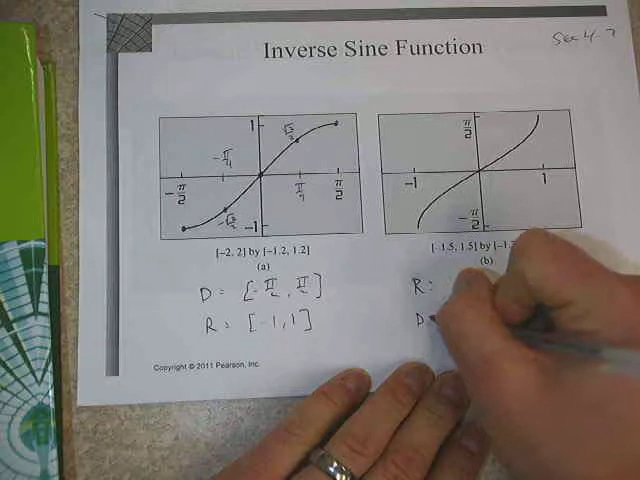 Inverse Sine Function
Sec 4.7
1
-π/4
√2/2
-π/2
π/4
π/2
-√2/2
-1
π/2
-1
1
-π/2
[-2, 2] by [-1.2, 1.2]
(a)
[-1.5, 1.5] by [-1.
(b)
D = [-π/2, π/2]
R = [-1, 1]
R:
D
Copyright © 2011 Pearson, Inc.